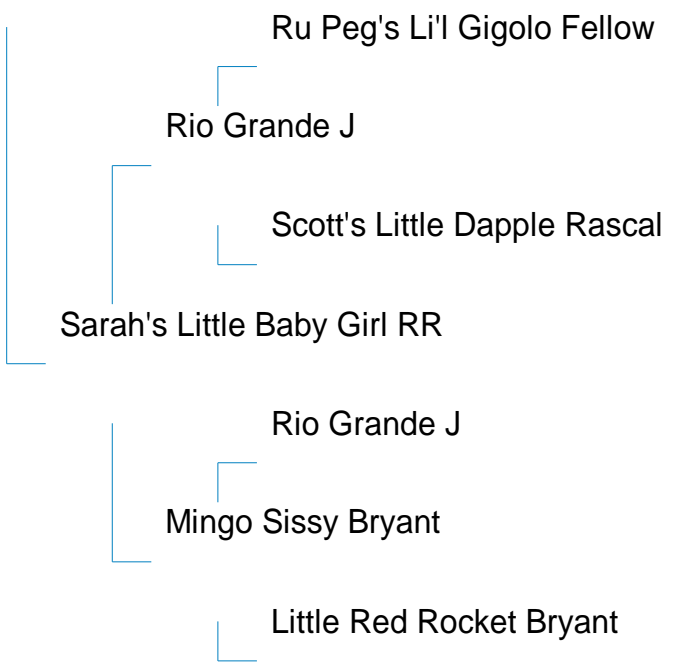 Ru Peg's Li'l Gigolo Fellow
Rio Grande J
Scott's Little Dapple Rascal
Sarah's Little Baby Girl RR
Rio Grande J
Mingo Sissy Bryant
Little Red Rocket Bryant